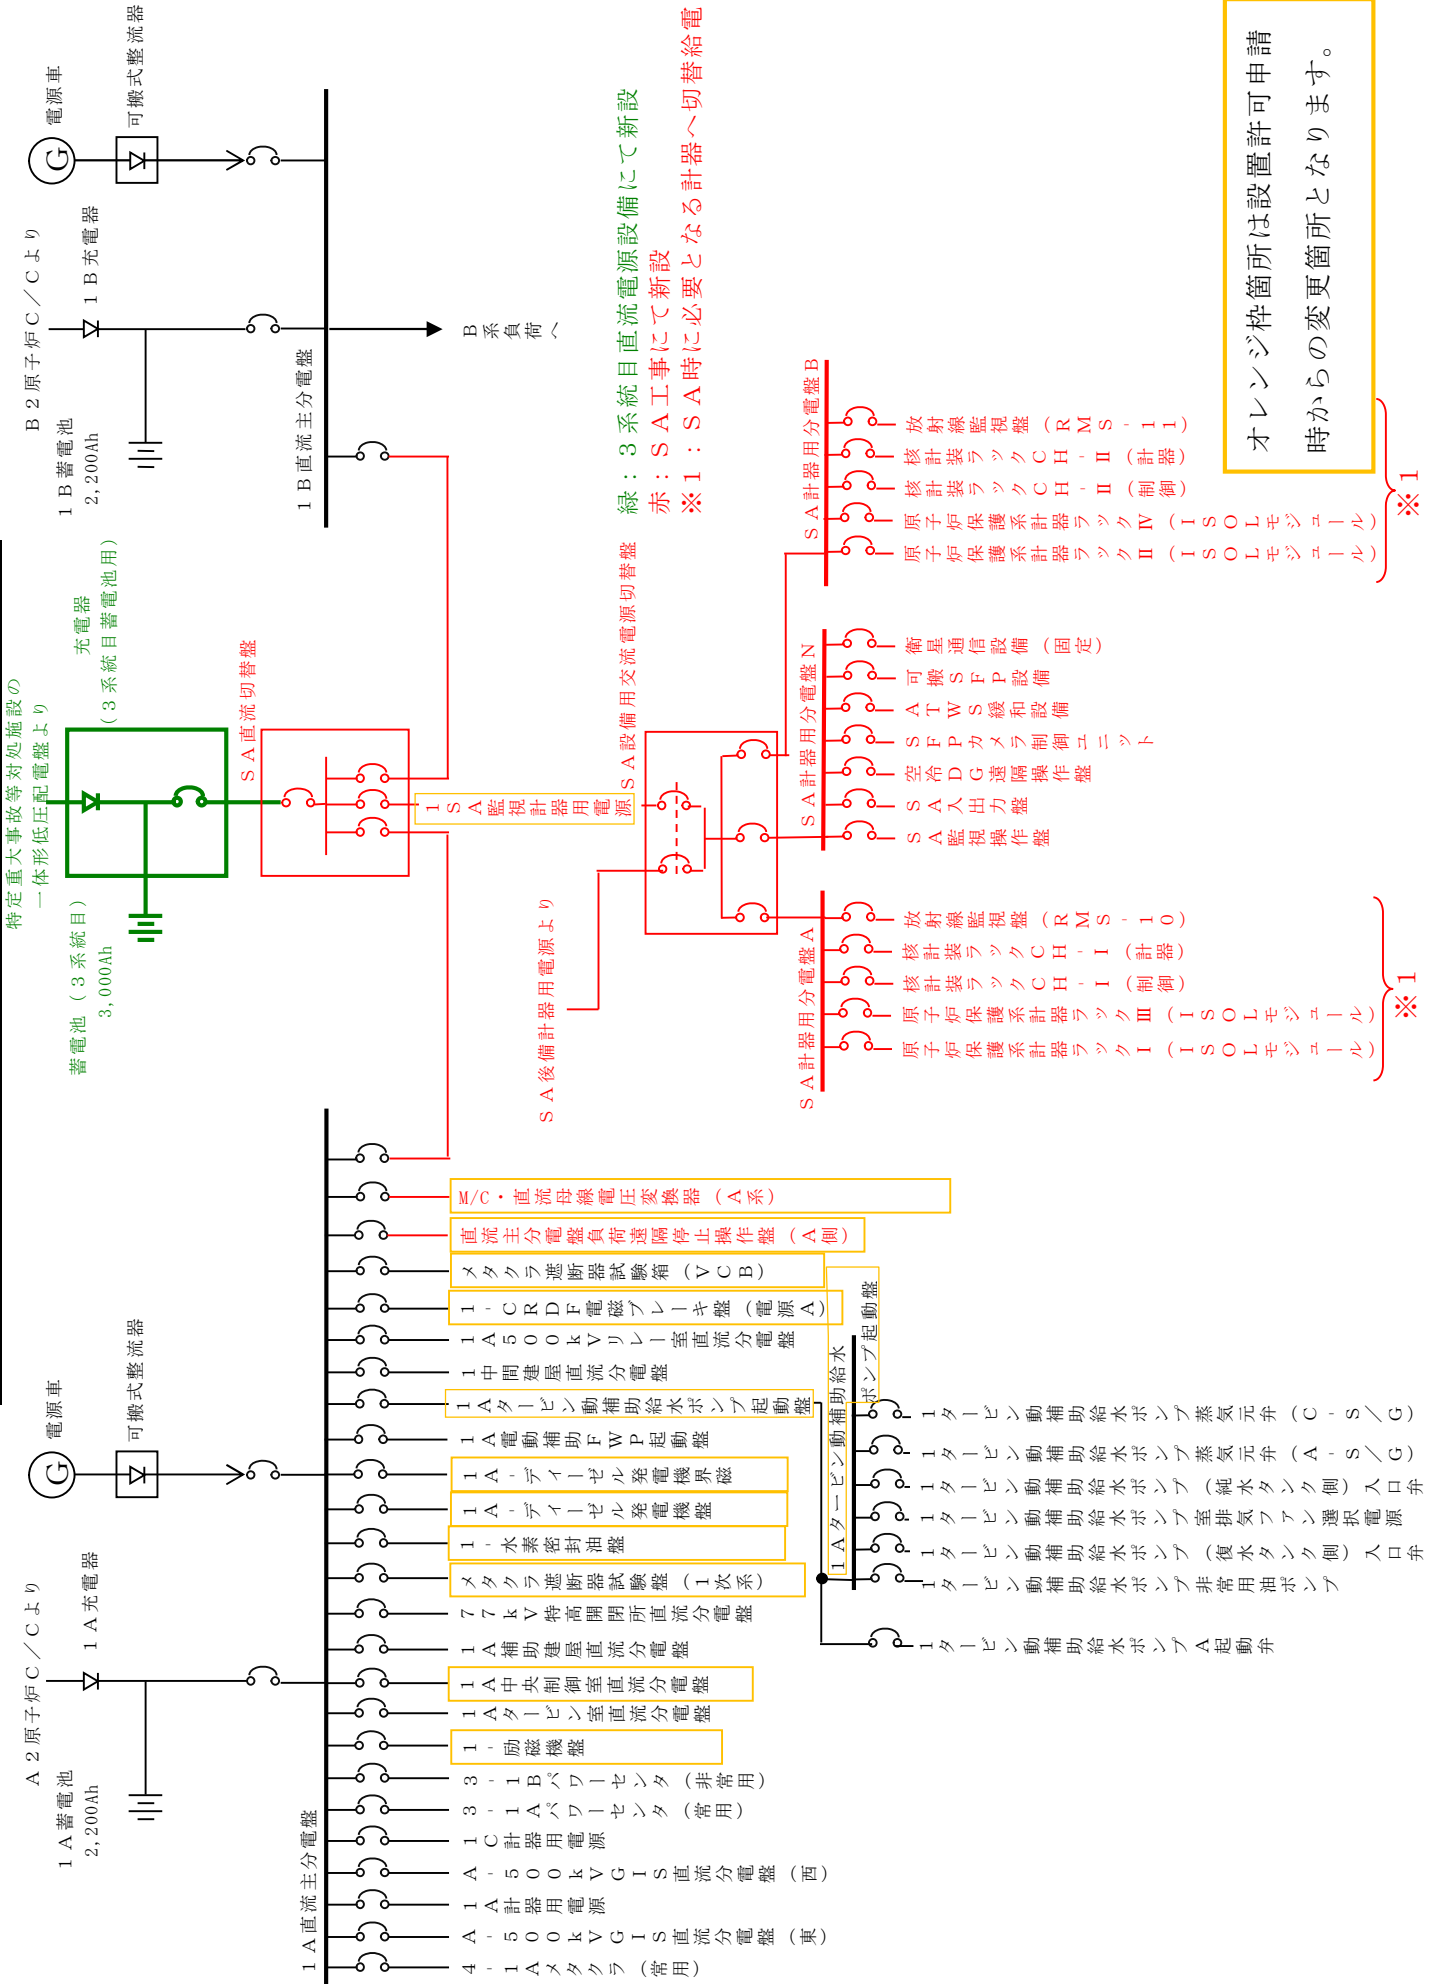 A2原子炉C／Cより
1A蓄電池
2,200Ah
1A充電器
電源車
G
可搬式整流器
1A直流主分電盤
4-1Aメタクラ（常用）
A-500kVGIS直流分電盤（東）
1A計器用電源
A-500kVGIS直流分電盤（西）
1C計器用電源
3-1Aパワーセンタ（常用）
3-1Bパワーセンタ（非常用）
1-励磁機盤
1Aタービン室直流分電盤
1A中央制御室直流分電盤
1A補助建屋直流分電盤
77kV特高開閉所直流分電盤
メタクラ遮断器試験盤（1次系）
1-水素密封油盤
1A-ディーゼル発電機盤
1A-ディーゼル発電機界磁
1A電動補助FWP起動盤
1Aタービン動補助給水ポンプ起動盤
1中間建屋直流分電盤
1A500kVリレー室直流分電盤
1-CRDF電磁ブレーキ盤（電源A）
メタクラ遮断器試験箱（VCB）
直流主分電盤負荷遠隔停止操作盤（A側）
M/C・直流母線電圧変換器（A系）
1Aタービン動補助給水
ポンプ起動盤
1タービン動補助給水ポンプA起動弁
1タービン動補助給水ポンプ非常用油ポンプ
1タービン動補助給水ポンプ（復水タンク側）入口弁
1タービン動補助給水ポンプ室排気ファン選択電源
1タービン動補助給水ポンプ（純水タンク側）入口弁
1タービン動補助給水ポンプ蒸気元弁（A-S／G）
1タービン動補助給水ポンプ蒸気元弁（C-S／G）
特定重大事故等対処施設の
一体形低圧配電盤より
蓄電池（3系統目）
3,000Ah
充電器
（3系統目蓄電池用）
SA直流切替盤
1SA監視計器用電源
SA後備計器用電源より
SA設備用交流電源切替盤
SA計器用分電盤A
原子炉保護系計器ラックⅠ（ISOLモジュール）
原子炉保護系計器ラックⅢ（ISOLモジュール）
核計装ラックCH-Ⅰ（制御）
核計装ラックCH-Ⅰ（計器）
放射線監視盤（RMS-10）
※1
SA計器用分電盤N
SA監視操作盤
SA入出力盤
空冷DG遠隔操作盤
SFPカメラ制御ユニット
ATWS緩和設備
可搬SFP設備
衛星通信設備（固定）
SA計器用分電盤B
原子炉保護系計器ラックⅡ（ISOLモジュール）
原子炉保護系計器ラックⅣ（ISOLモジュール）
核計装ラックCH-Ⅱ（制御）
核計装ラックCH-Ⅱ（計器）
放射線監視盤（RMS-11）
※1
B2原子炉C／Cより
1B蓄電池
2,200Ah
1B充電器
電源車
G
可搬式整流器
1B直流主分電盤
B系負荷へ
緑：3系統目直流電源設備にて新設
赤：SA工事にて新設
※1：SA時に必要となる計器へ切替給電
オレンジ枠箇所は設置許可申請
時からの変更箇所となります。